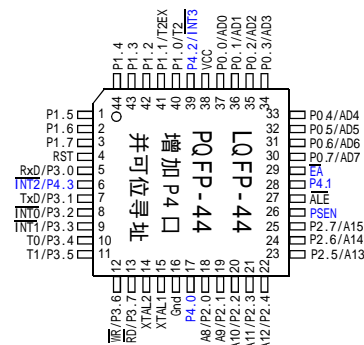 P1.4
P1.3
P1.2
P1.1/T2EX
P1.0/T2
P4.2/INT3
VCC
P0.0/AD0
P0.1/AD1
P0.2/AD2
P0.3/AD3
44
43
42
41
40
39
38
37
36
35
34
P1.5 1
P1.6 2
P1.7 3
RST 4
RxD/P3.0 5
INT2/P4.3 6
TxD/P3.1 7
INT0/P3.2 8
INT1/P3.3 9
T0/P3.4 10
T1/P3.5 11
LQFP-44
PQFP-44
增加P4口
并可位寻址
33 P0.4/AD4
32 P0.5/AD5
31 P0.6/AD6
30 P0.7/AD7
29 EA
28 P4.1
27 ALE
26 PSEN
25 P2.7/A15
24 P2.6/A14
23 P2.5/A13
12
13
14
15
16
17
18
19
20
21
22
WR/P3.6
RD/P3.7
XTAL2
XTAL1
Gnd
P4.0
A8/P2.0
A9/P2.1
A10/P2.2
A11/P2.3
A12/P2.4